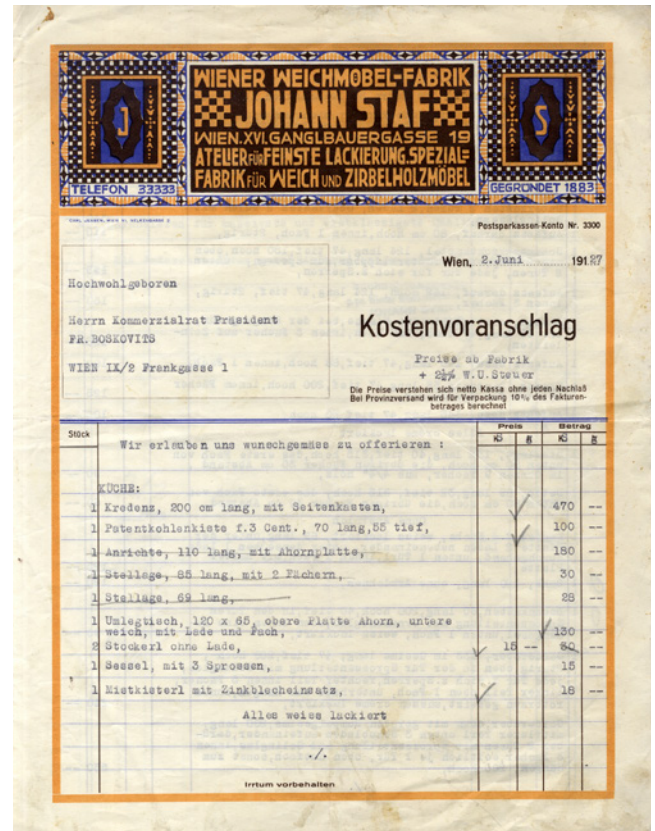 WIENER WEICHMÖBEL-FABRIK
JOHANN STAF
WIEN.XVI.GANGLBAUERGASSE 19
ATELIER FÜR FEINSTE LACKIERUNG.SPEZIAL=
FABRIK FÜR WEICH UND ZIRBELHOLZMÖBEL
J
S
TELEFON 33333
GEGRÜNDET 1883
Postsparkassen-Konto Nr. 3300
Wien, 2.Juni 19127
Hochwohlgeboren
Herrn Kommerzialrat Präsident
FR.BOSKOVITS
WIEN IX/2 Frankgasse 1
Kostenvoranschlag
Preise ab Fabrik
+ 2½% W.U.Steuer
Die Preise verstehen sich netto Kassa ohne jeden Nachlaß
Bei Provinzversand wird für Verpackung 10% des Fakturen-
betrages berechnet
Stück Preis Betrag
KS g KS g
Wir erlauben uns wunschgemäss zu offerieren :
KÜCHE:
1 Kredenz, 200 cm lang, mit Seitenkasten, 470 --
1 Patentkohlenkiste f.3 Cent., 70 lang,55 tief, 100 --
1 Anrichte, 110 lang, mit Ahornplatte, 180 --
1 Stellage, 85 lang, mit 2 Fächern, 30 --
1 Stellage, 69 lang, 28 --
1 Umlegtisch, 120 x 65, obere Platte Ahorn, untere
weich, mit Lade und Fach, 130 --
2 Stockerl ohne Lade, 15 -- 30 --
1 Sessel, mit 3 Sprossen, 15 --
1 Mistkisterl mit Zinkblecheinsatz, 18 --
Alles weiss lackiert
./.
Irrtum vorbehalten